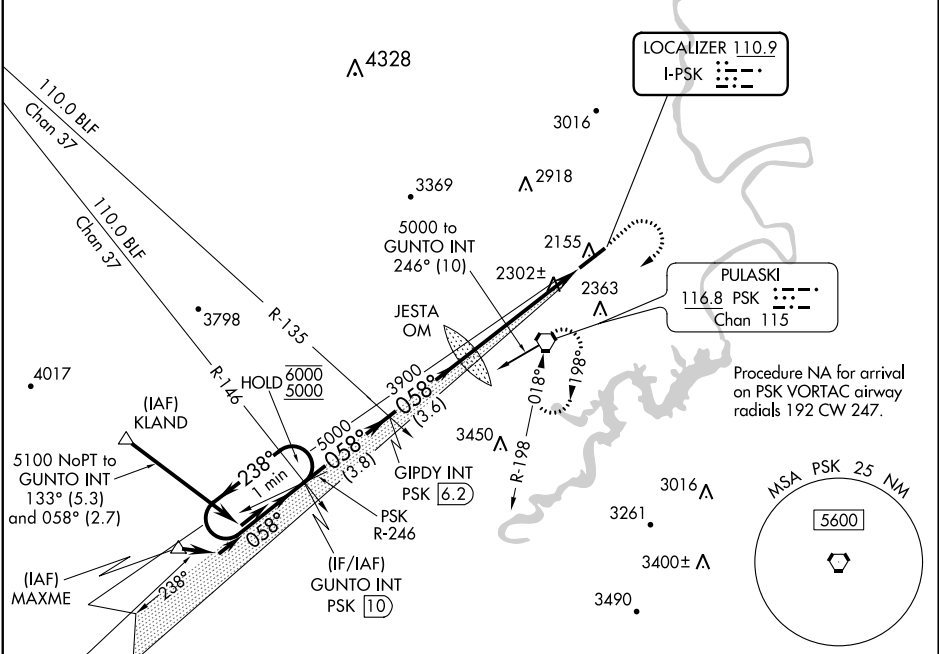 4328
LOCALIZER 110.9
I-PSK
110.0 BLF
Chan 37
3016
2918
3369
110.0 BLF
Chan 37
5000 to
GUNTO INT
246° (10)
2155
2302±
2363
PULASKI
116.8 PSK
Chan 115
JESTA
OM
3798
R-135
R-146
4017
HOLD
6000
5000
3900
058°
(3.6)
018°
198°
Procedure NA for arrival
on PSK VORTAC airway
radials 192 CW 247.
(IAF)
KLAND
5000
058°
(3.8)
3450
R-198
5100 NoPT to
GUNTO INT
133° (5.3)
and 058° (2.7)
238°
1 min
GIPDY INT
PSK 6.2
3016
MSA PSK 25 NM
5600
PSK
R-246
3261
058°
238°
(IAF)
MAXME
(IF/IAF)
GUNTO INT
PSK 10
3400±
3490